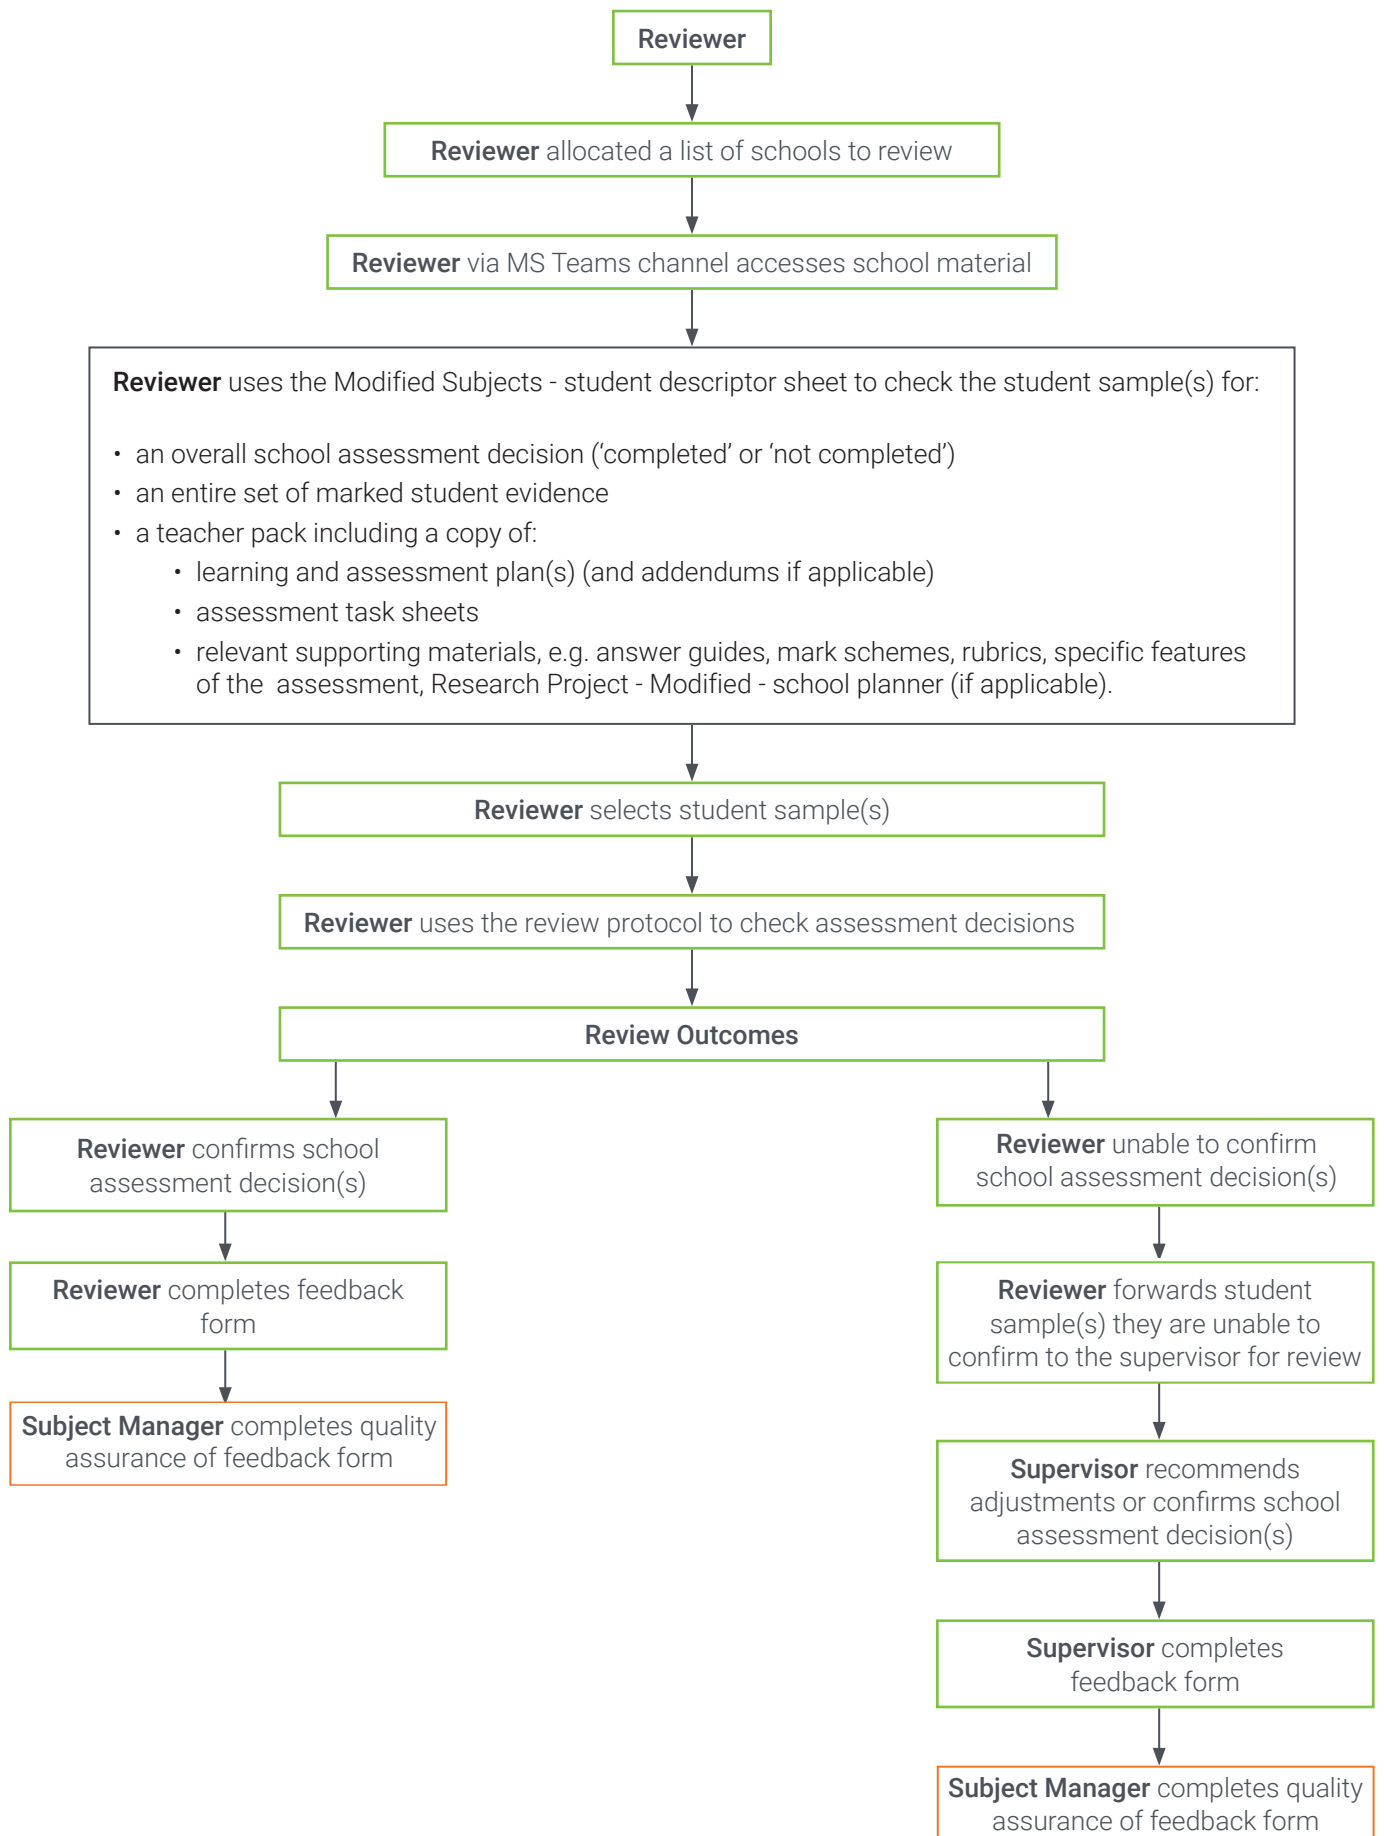 Reviewer
Reviewer allocated a list of schools to review
Reviewer via MS Teams channel accesses school material
Reviewer uses the Modified Subjects - student descriptor sheet to check the student sample(s) for:
• an overall school assessment decision (‘completed’ or ‘not completed’)
• an entire set of marked student evidence
• a teacher pack including a copy of:
• learning and assessment plan(s) (and addendums if applicable)
• assessment task sheets
• relevant supporting materials, e.g. answer guides, mark schemes, rubrics, specific features
of the assessment, Research Project - Modified - school planner (if applicable).
Reviewer selects student sample(s)
Reviewer uses the review protocol to check assessment decisions
Review Outcomes
Reviewer confirms school
assessment decision(s)
Reviewer completes feedback
form
Subject Manager completes quality
assurance of feedback form
Reviewer unable to confirm
school assessment decision(s)
Reviewer forwards student
sample(s) they are unable to
confirm to the supervisor for review
Supervisor recommends
adjustments or confirms school
assessment decision(s)
Supervisor completes
feedback form
Subject Manager completes quality
assurance of feedback form